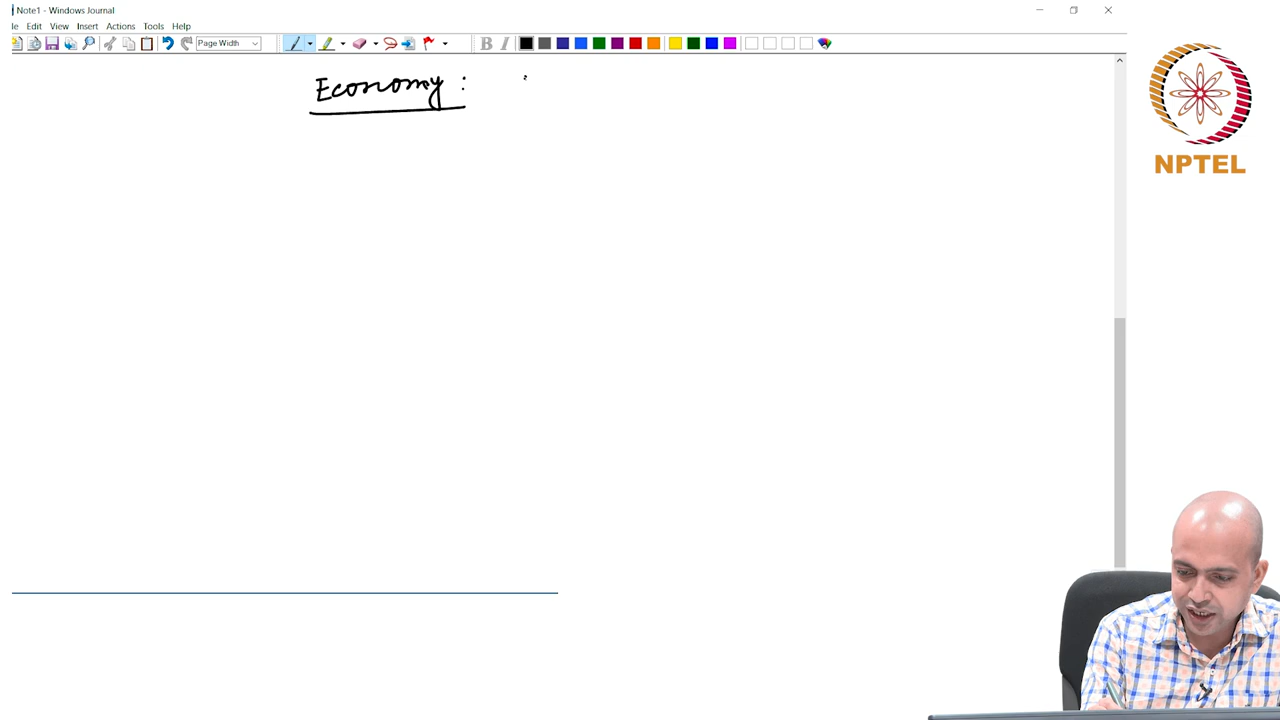 Note1 - Windows Journal
le Edit View Insert Actions Tools Help
Page Width
B I
Economy :
NPTEL